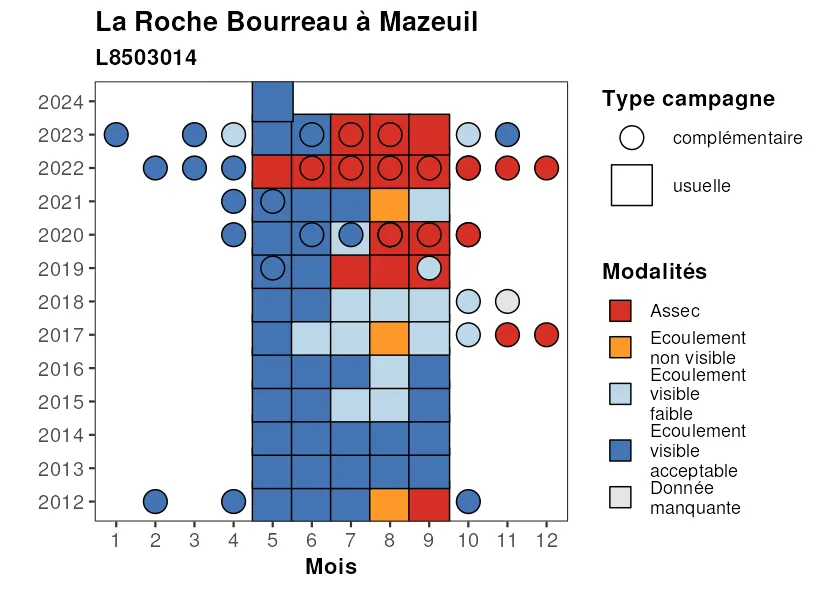 La Roche Bourreau à Mazeuil
L8503014
2024
2023
2022
2021
2020
2019
2018
2017
2016
2015
2014
2013
2012
1 2 3 4 5 6 7 8 9 10 11 12
Mois
Type campagne
complémentaire
usuelle
Modalités
Assec
Ecoulement
non visible
Ecoulement
visible
faible
Ecoulement
visible
acceptable
Donnée
manquante